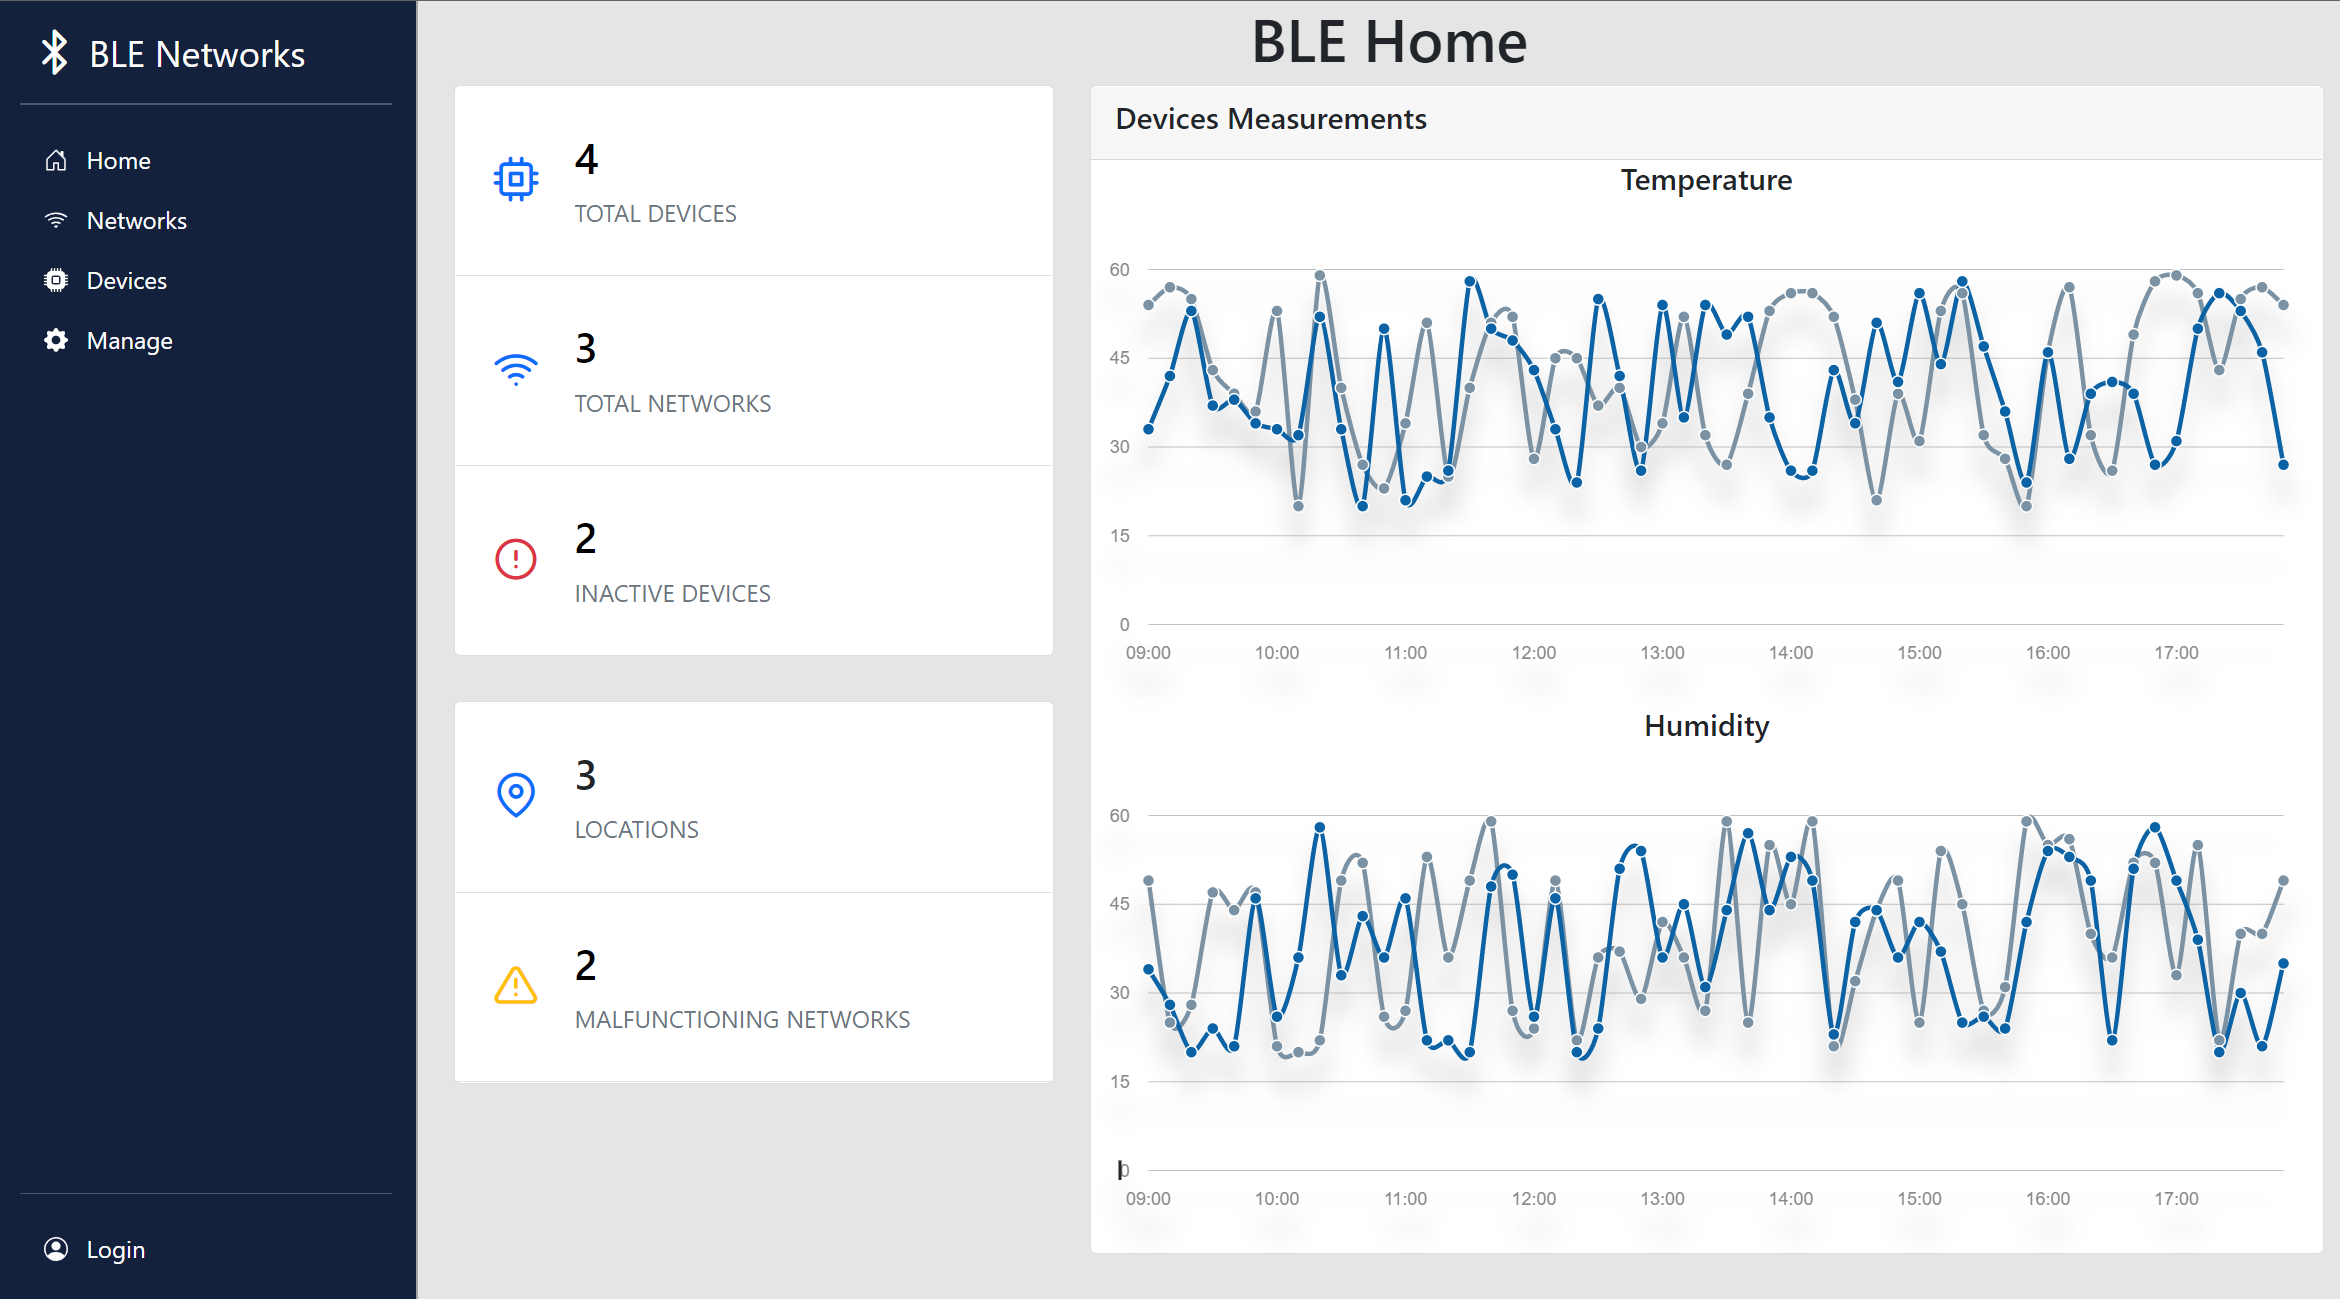 BLE Networks
Home
Networks
Devices
Manage
Login
BLE Home
4
TOTAL DEVICES
3
TOTAL NETWORKS
2
INACTIVE DEVICES
3
LOCATIONS
2
MALFUNCTIONING NETWORKS
Devices Measurements
Temperature
60
45
30
15
0
09:00 10:00 11:00 12:00 13:00 14:00 15:00 16:00 17:00
Humidity
60
45
30
15
0
09:00 10:00 11:00 12:00 13:00 14:00 15:00 16:00 17:00